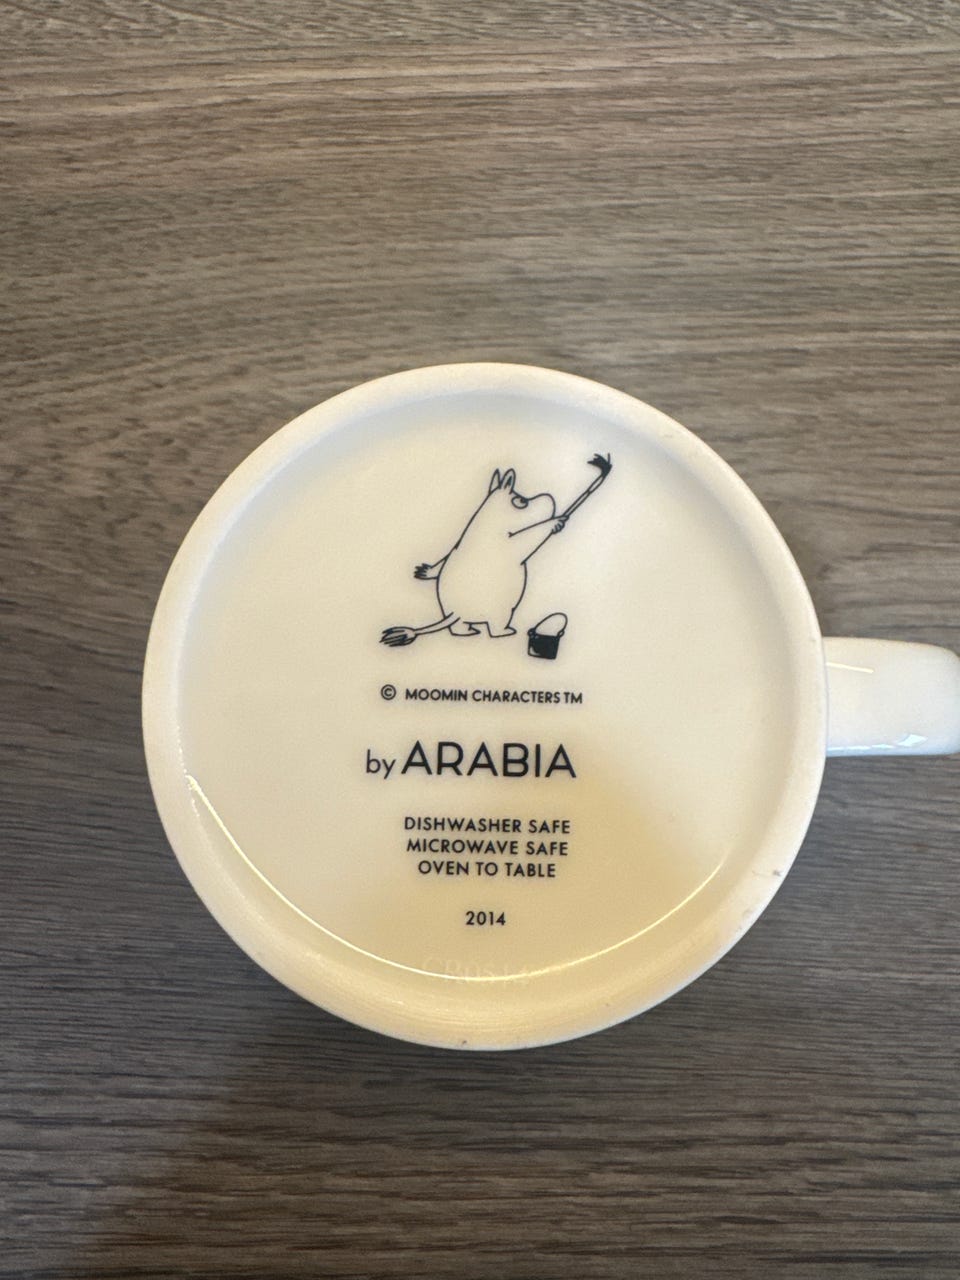 © MOOMIN CHARACTERS TM
by ARABIA
DISHWASHER SAFE
MICROWAVE SAFE
OVEN TO TABLE
2014